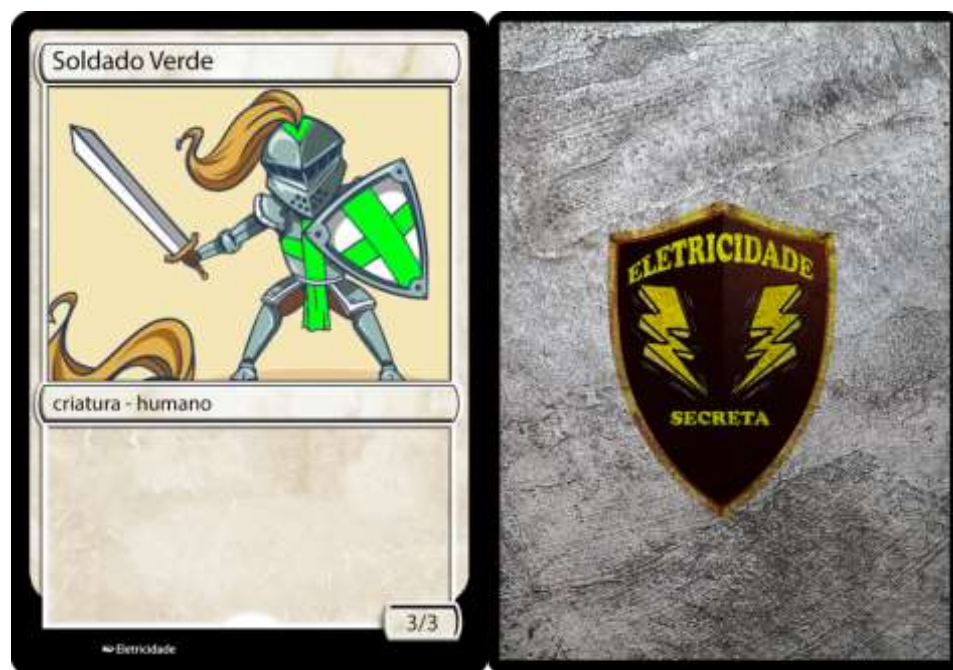 Soldado Verde
criatura - humano
3/3
Eletricidade
ELETRICIDADE
SECRETA